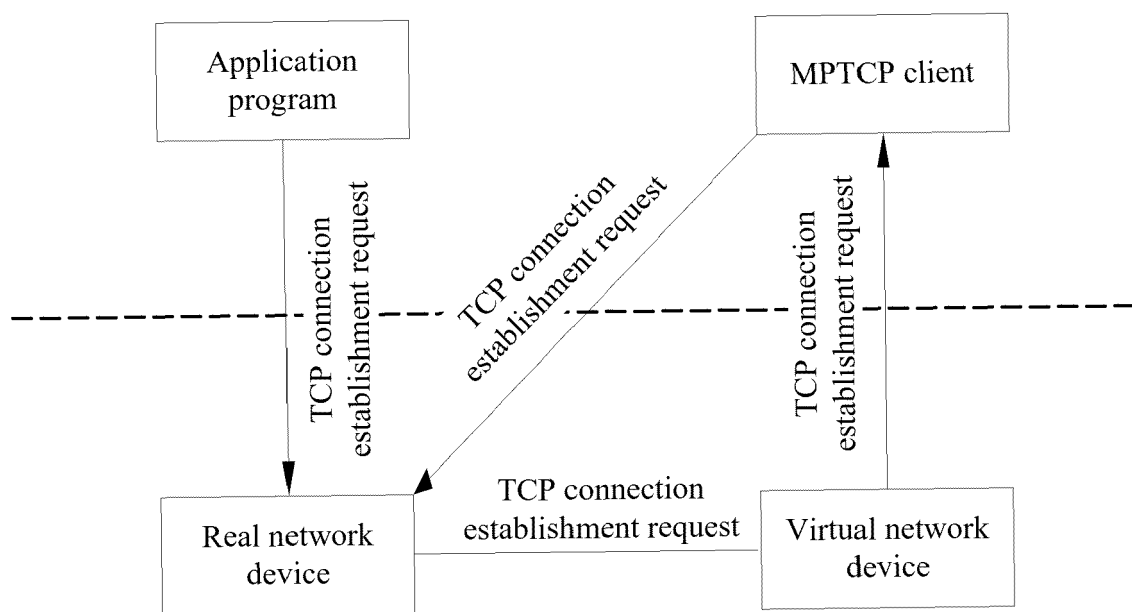 Application
program
MPTCP client
TCP connection
establishment request
TCP connection
establishment request
TCP connection
establishment request
TCP connection
establishment request
Real network
device
Virtual network
device